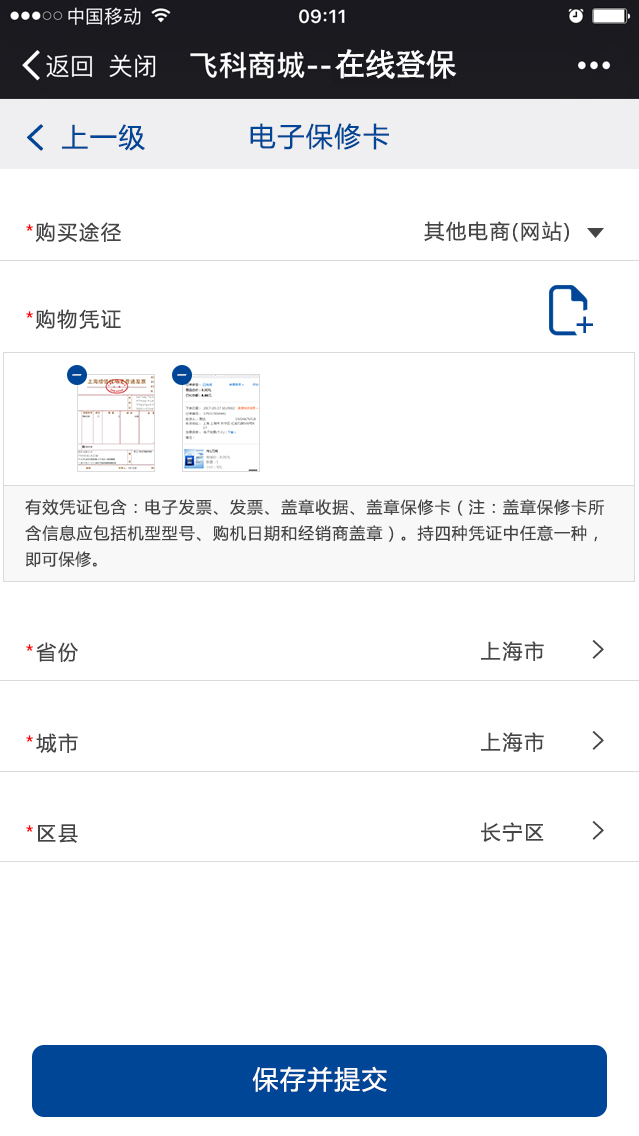 中国移动
09:11
返回 关闭 飞科商城--在线登保
上一级 电子保修卡
*购买途径 其他电商(网站)
*购物凭证
有效凭证包含：电子发票、发票、盖章收据、盖章保修卡（注：盖章保修卡所
含信息应包括机型型号、购机日期和经销商盖章）。持四种凭证中任意一种，
即可保修。
*省份 上海市
*城市 上海市
*区县 长宁区
保存并提交